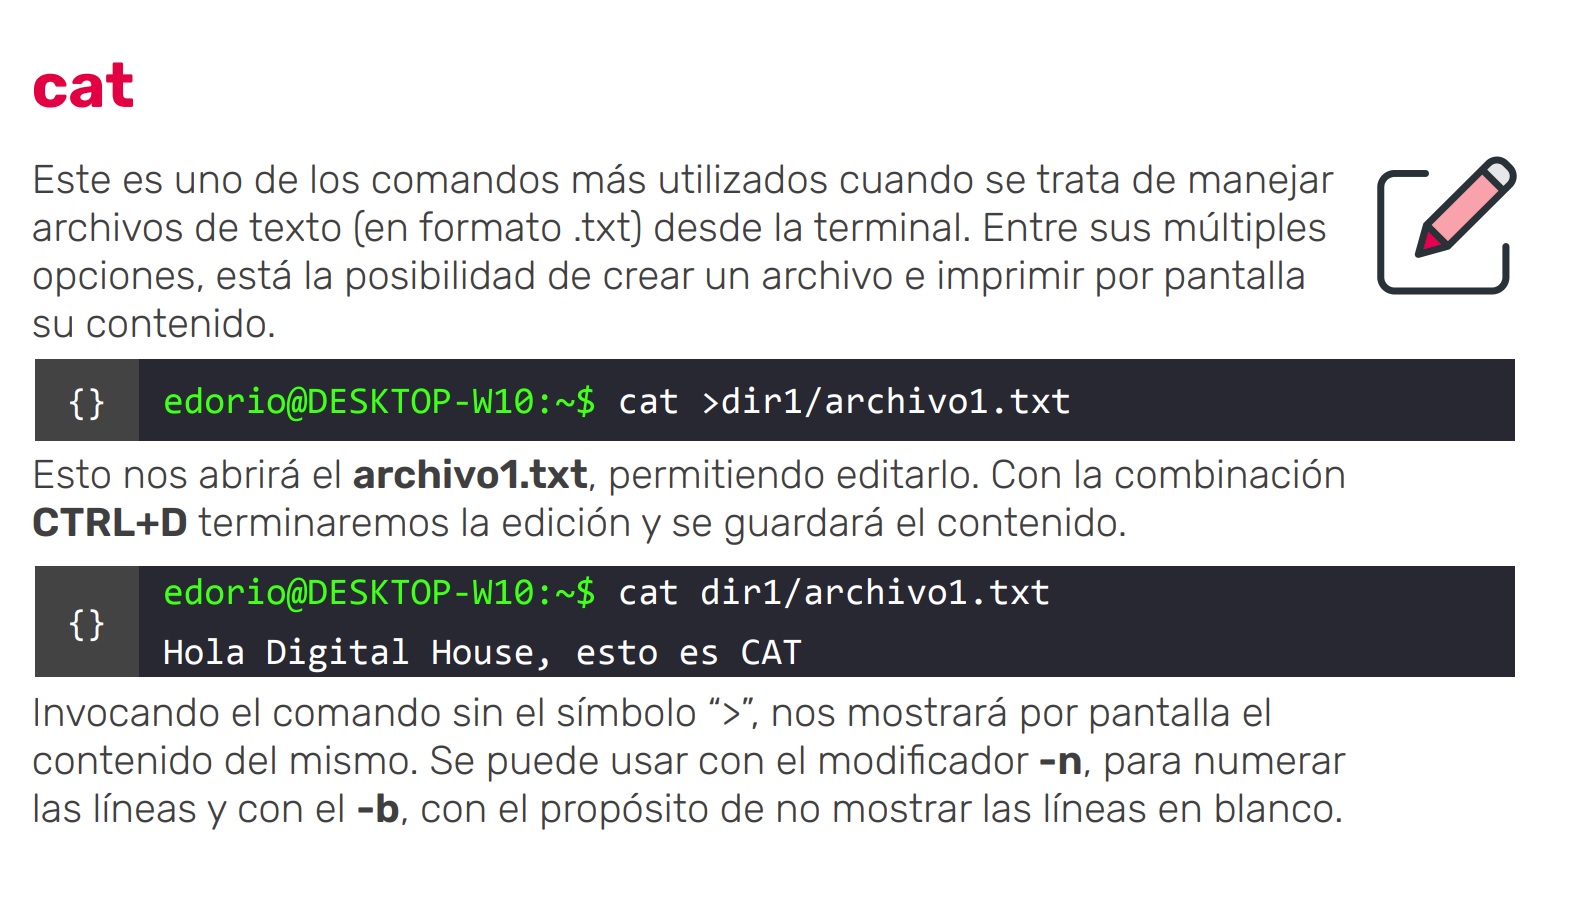 cat
Este es uno de los comandos más utilizados cuando se trata de manejar
archivos de texto (en formato .txt) desde la terminal. Entre sus múltiples
opciones, está la posibilidad de crear un archivo e imprimir por pantalla
su contenido.
{} edorio@DESKTOP-W10:~$ cat >dir1/archivo1.txt
Esto nos abrirá el archivo1.txt, permitiendo editarlo. Con la combinación
CTRL+D terminaremos la edición y se guardará el contenido.
{} edorio@DESKTOP-W10:~$ cat dir1/archivo1.txt
Hola Digital House, esto es CAT
Invocando el comando sin el símbolo “>”, nos mostrará por pantalla el
contenido del mismo. Se puede usar con el modificador -n, para numerar
las líneas y con el -b, con el propósito de no mostrar las líneas en blanco.